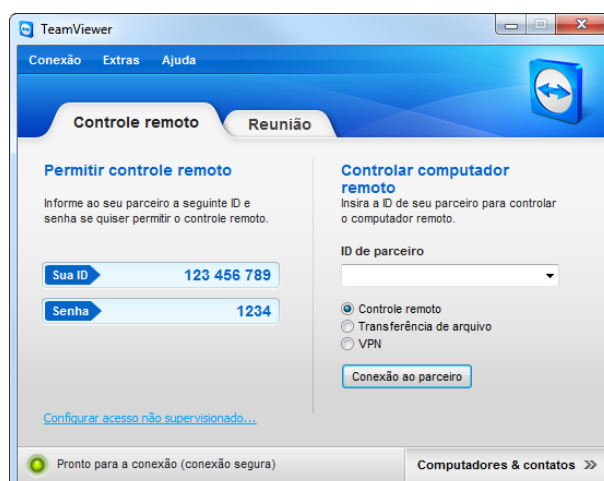 TeamViewer
Conexão Extras Ajuda
Controle remoto
Reunião
Permitir controle remoto
Informe ao seu parceiro a seguinte ID e
senha se quiser permitir o controle remoto.
Sua ID 123 456 789
Senha 1234
Configurar acesso não supervisionado...
Controlar computador
remoto
Insira a ID de seu parceiro para controlar
o computador remoto.
ID de parceiro
Controle remoto
Transferência de arquivo
VPN
Conexão ao parceiro
Pronto para a conexão (conexão segura)
Computadores & contatos